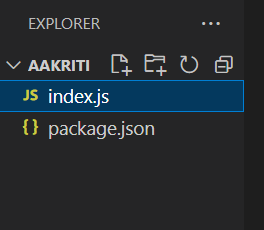 EXPLORER ...
AAKRITI
JS index.js
{} package.json